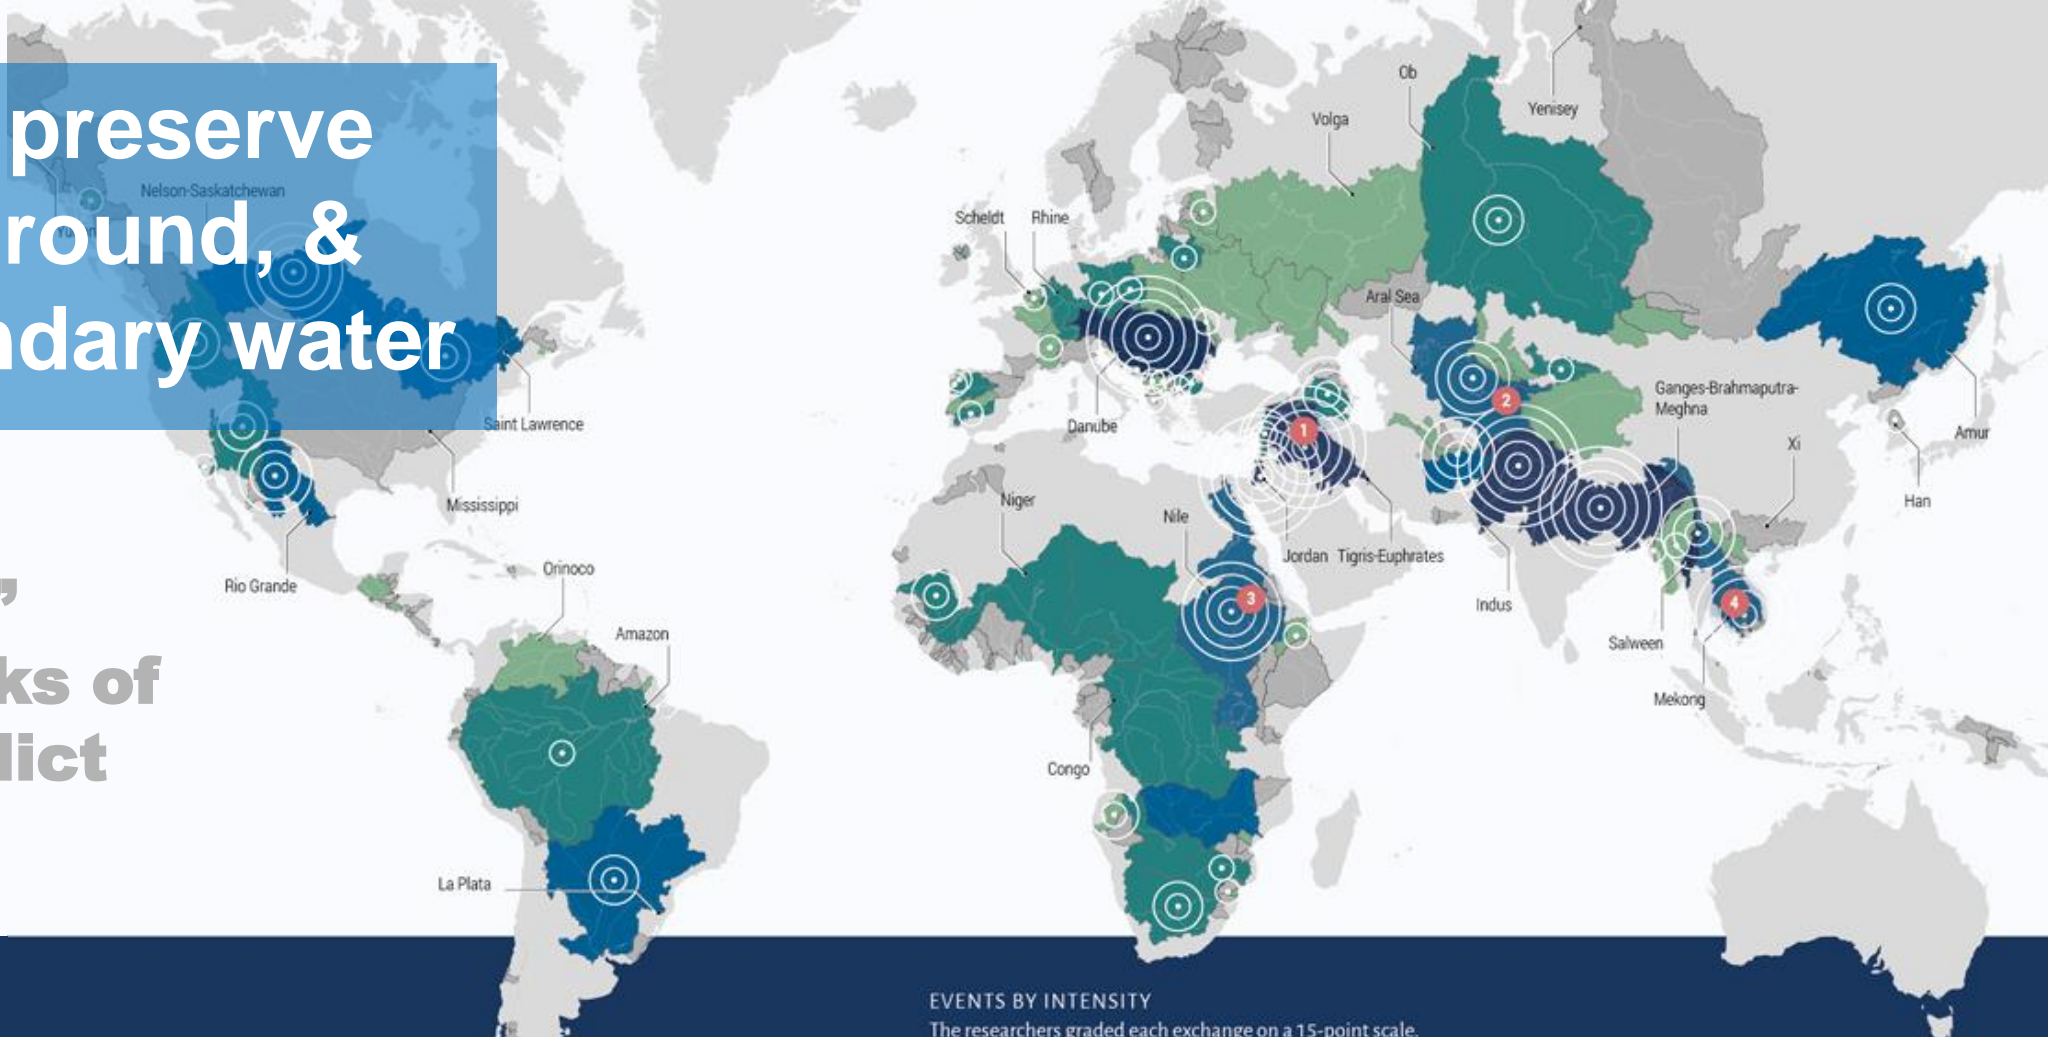 preserve
round, &
ndary water
Nelson-Saskatchewan
Saint Lawrence
Mississippi
Rio Grande
Orinoco
Amazon
La Plata
,
ks of
lict
Scheldt
Rhine
Volga
Ob
Yenisey
Aral Sea
Danube
Niger
Nile
Jordan
Tigris-Euphrates
Congo
Ganges-Brahmaputra-
Meghna
Xi
Amur
Han
Indus
Salween
Mekong
1
2
3
4
EVENTS BY INTENSITY
The researchers graded each exchange on a 15-point scale.